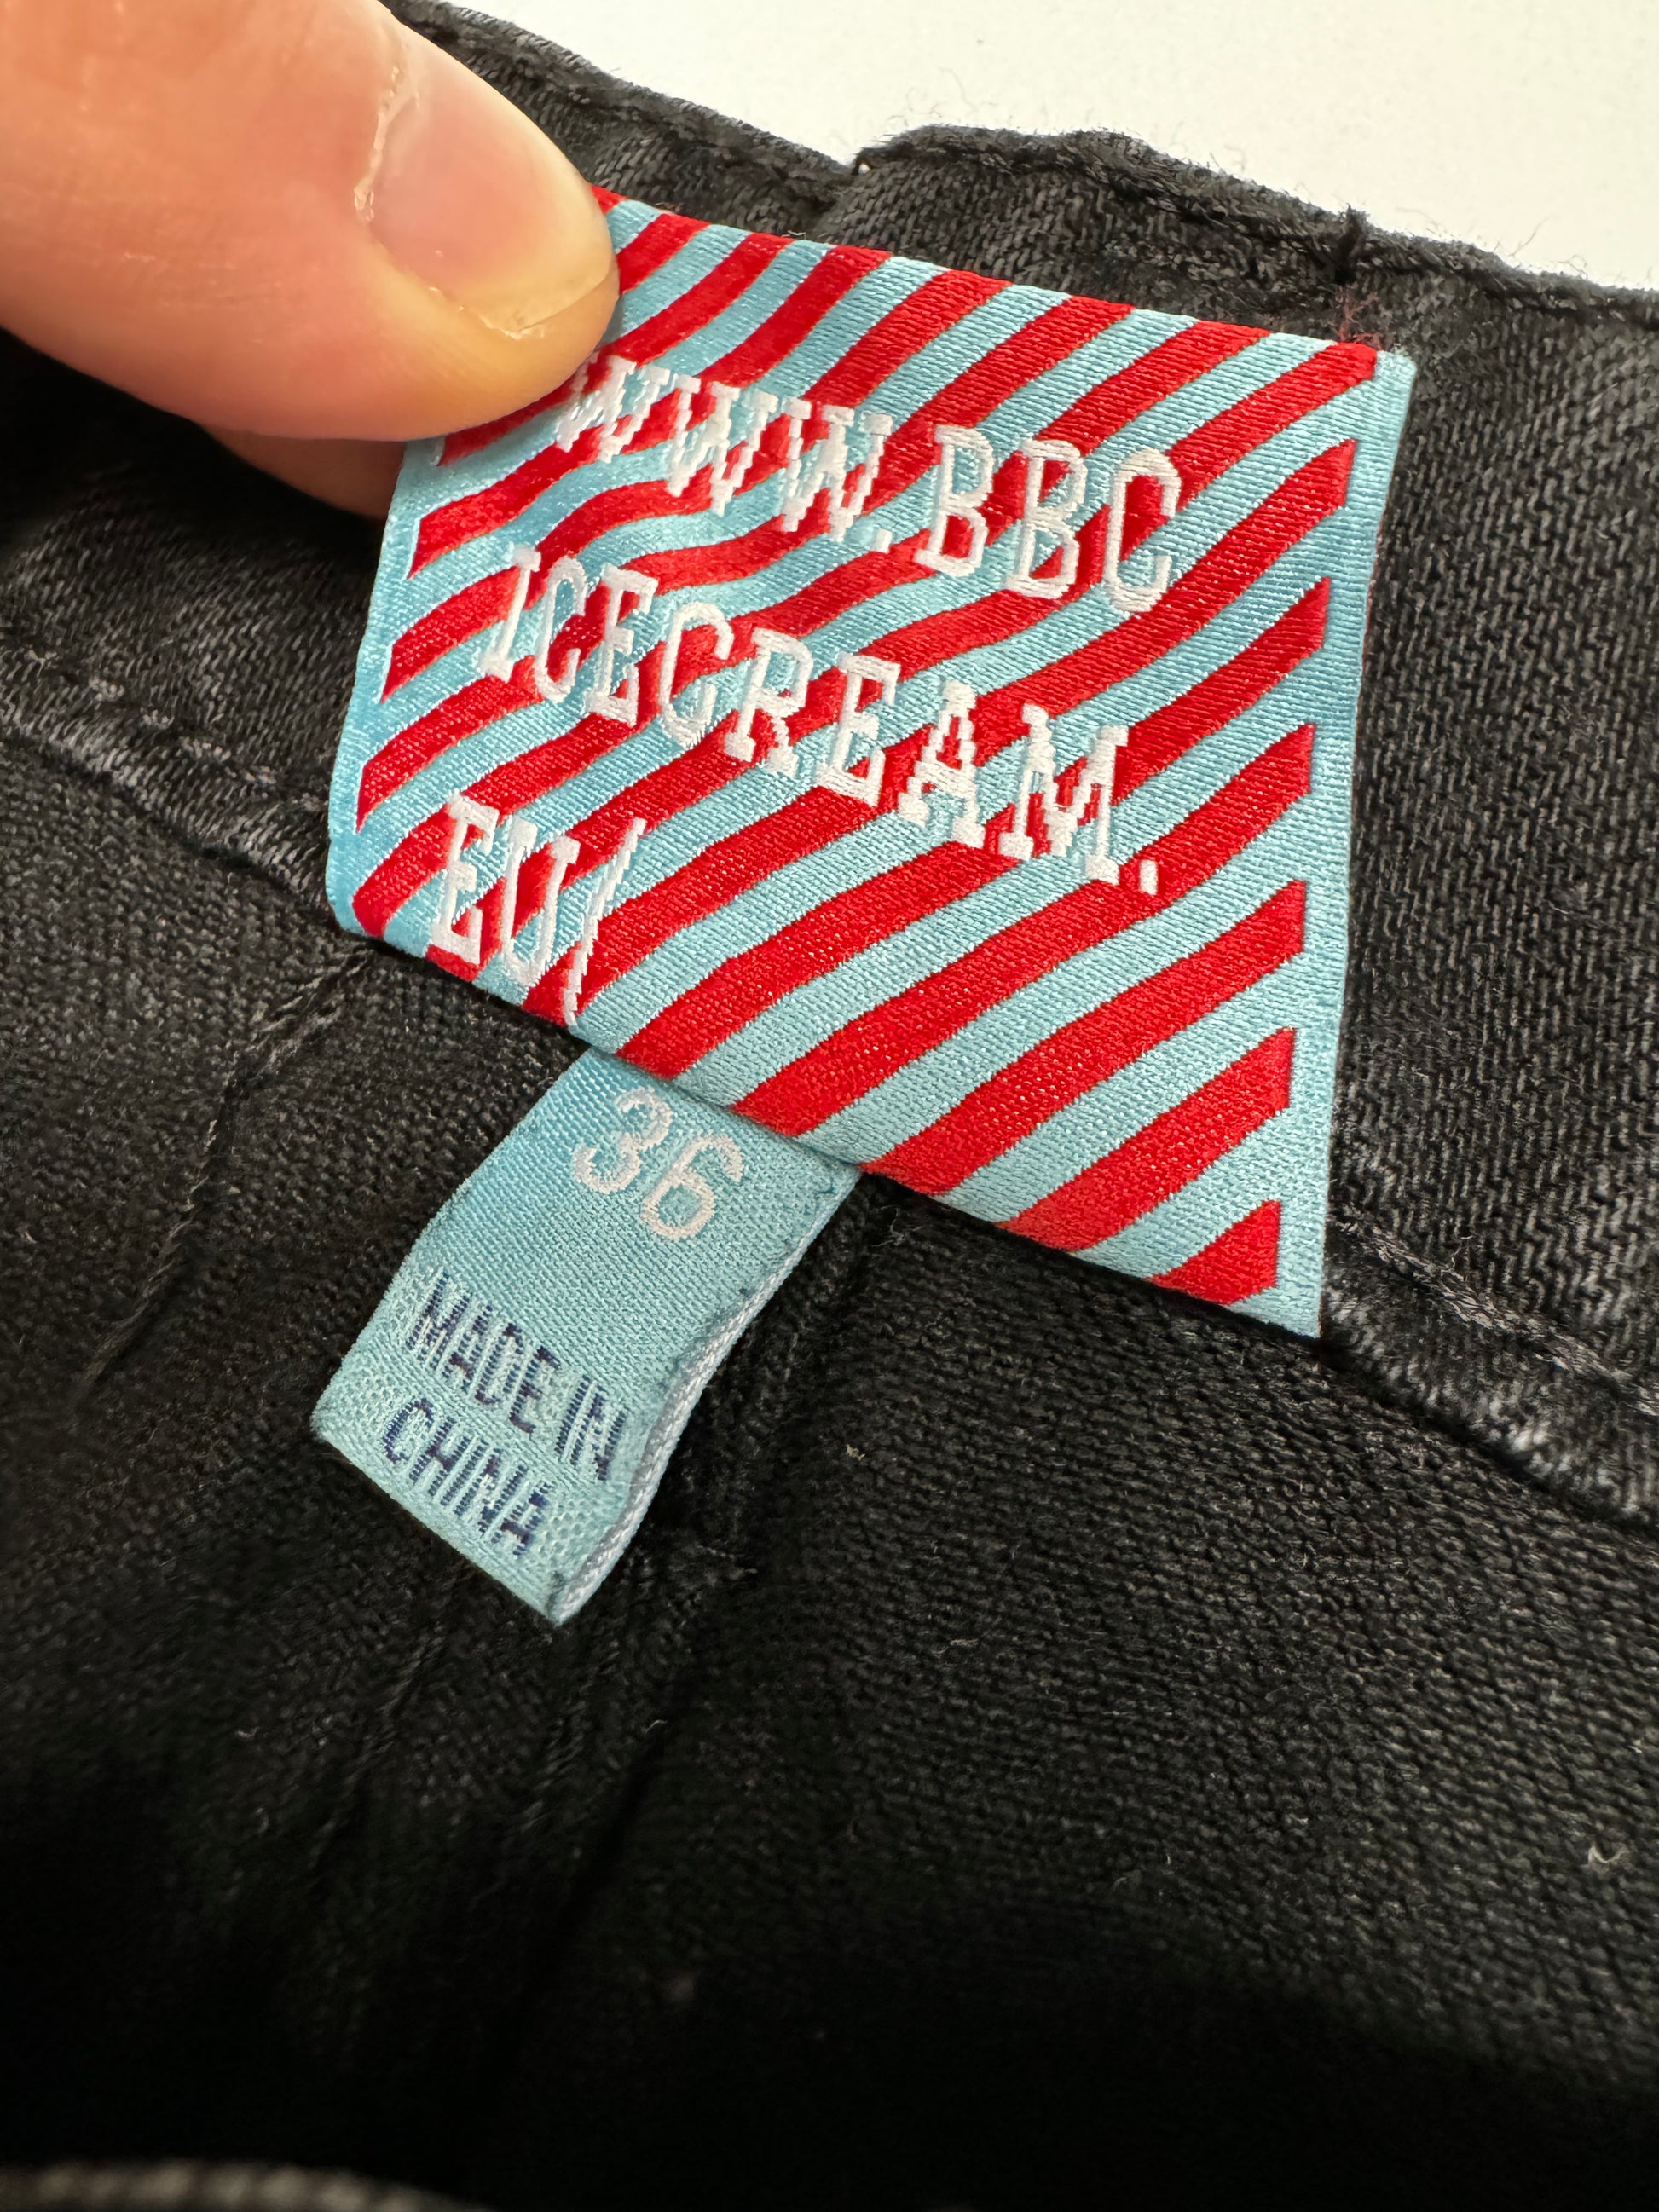 WWW.BBC
ICECREAM.
EU/
36
MADE IN
CHINA